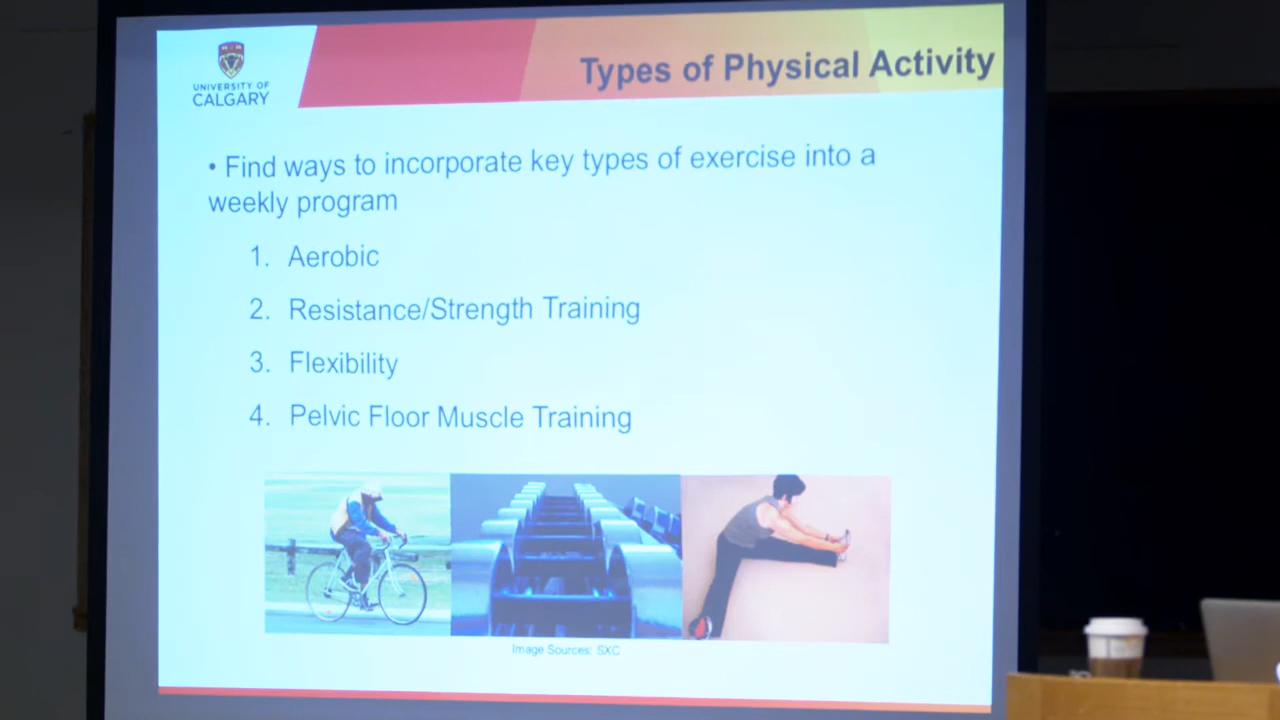 UNIVERSITY OF
CALGARY
Types of Physical Activity
• Find ways to incorporate key types of exercise into a
weekly program
1. Aerobic
2. Resistance/Strength Training
3. Flexibility
4. Pelvic Floor Muscle Training
Image Sources: SXC